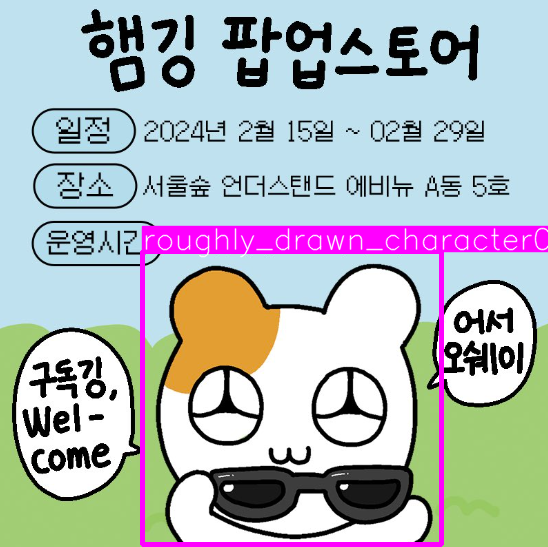 햄깅 팝업스토어
일정 2024년 2월 15일 ~ 02월 29일
장소 서울숲 언더스탠드 에비뉴 A동 5호
운영시간
roughly_drawn_character
어서
오쉐이
구독깅,
Wel-
come